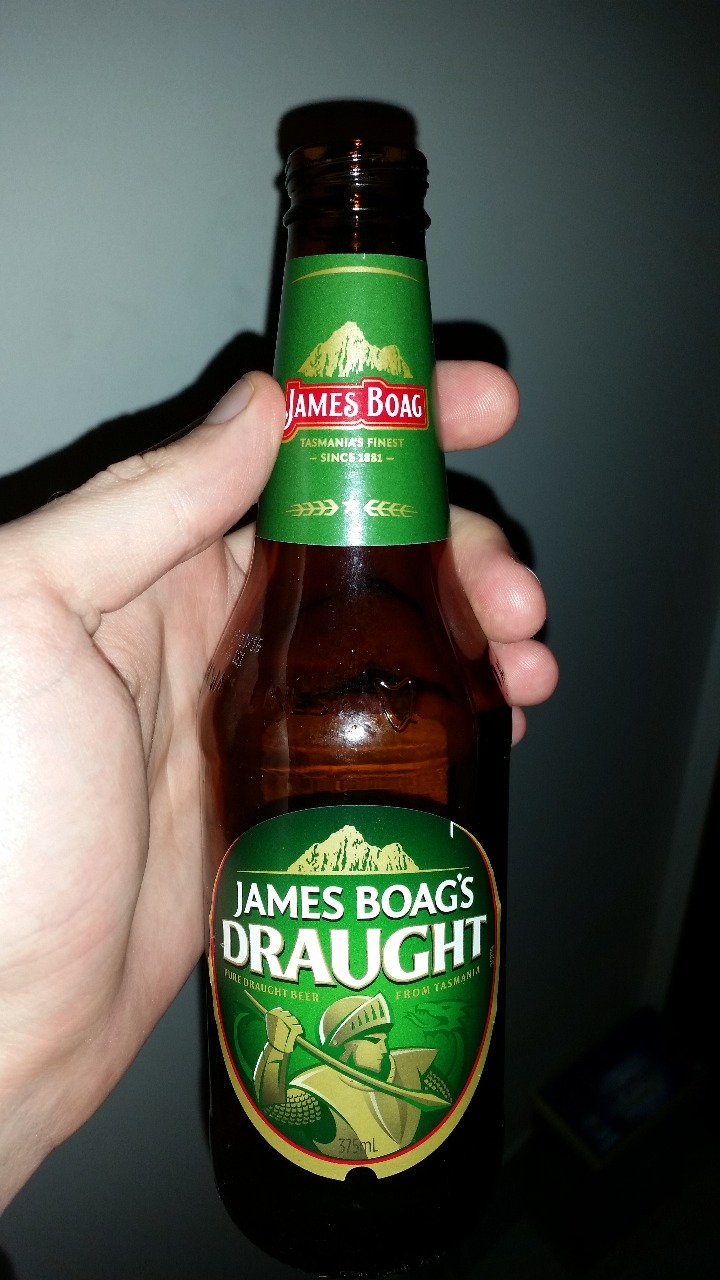 JAMES BOAG
TASMANIA'S FINEST
– SINCE 1881 –
JAMES BOAG'S
DRAUGHT
PURE DRAUGHT BEER FROM TASMANIA
375mL